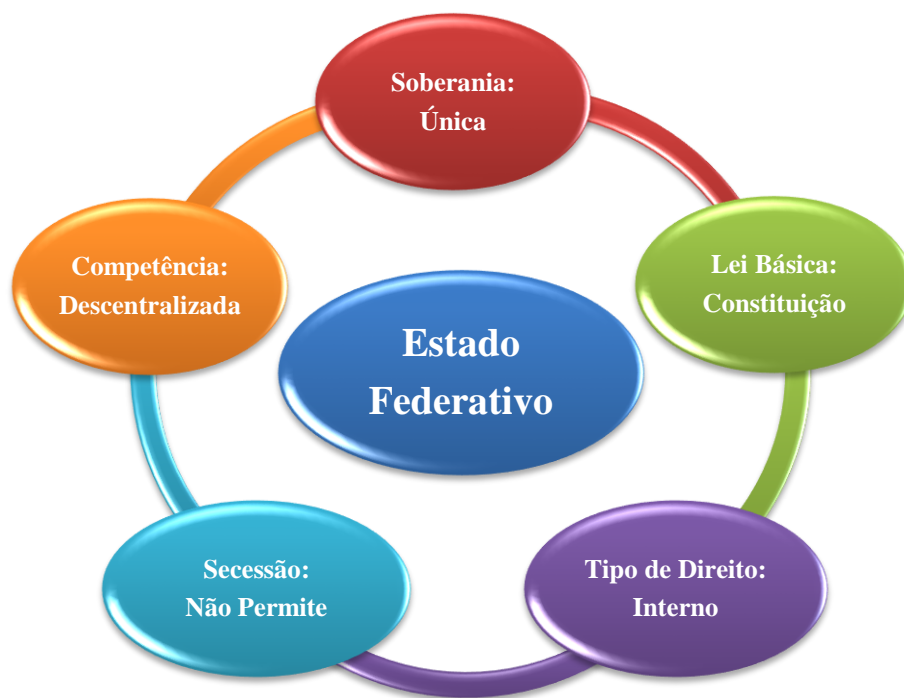 Soberania:
Única
Lei Básica:
Constituição
Tipo de Direito:
Interno
Secessão:
Não Permite
Competência:
Descentralizada
Estado
Federativo